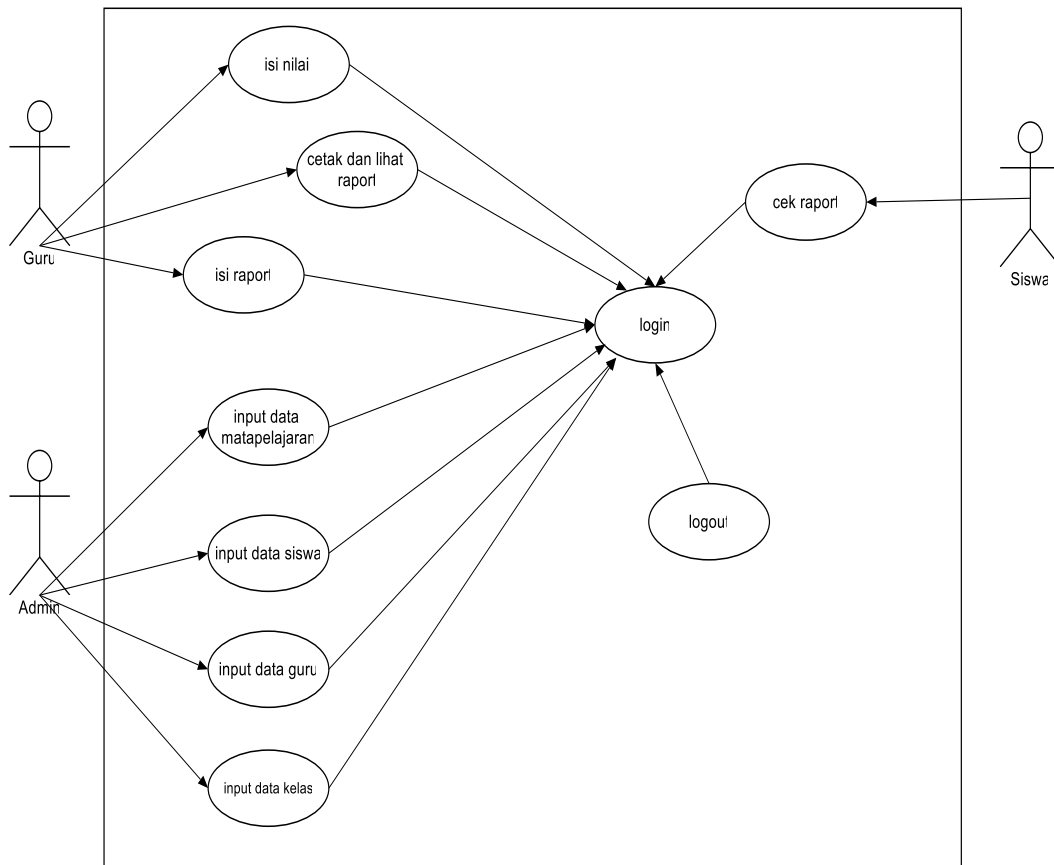 isi nilai
cetak dan lihat
raport
cek raport
Guru
isi raport
Siswa
login
input data
matapelajaran
logout
input data siswa
Admin
input data guru
input data kelas